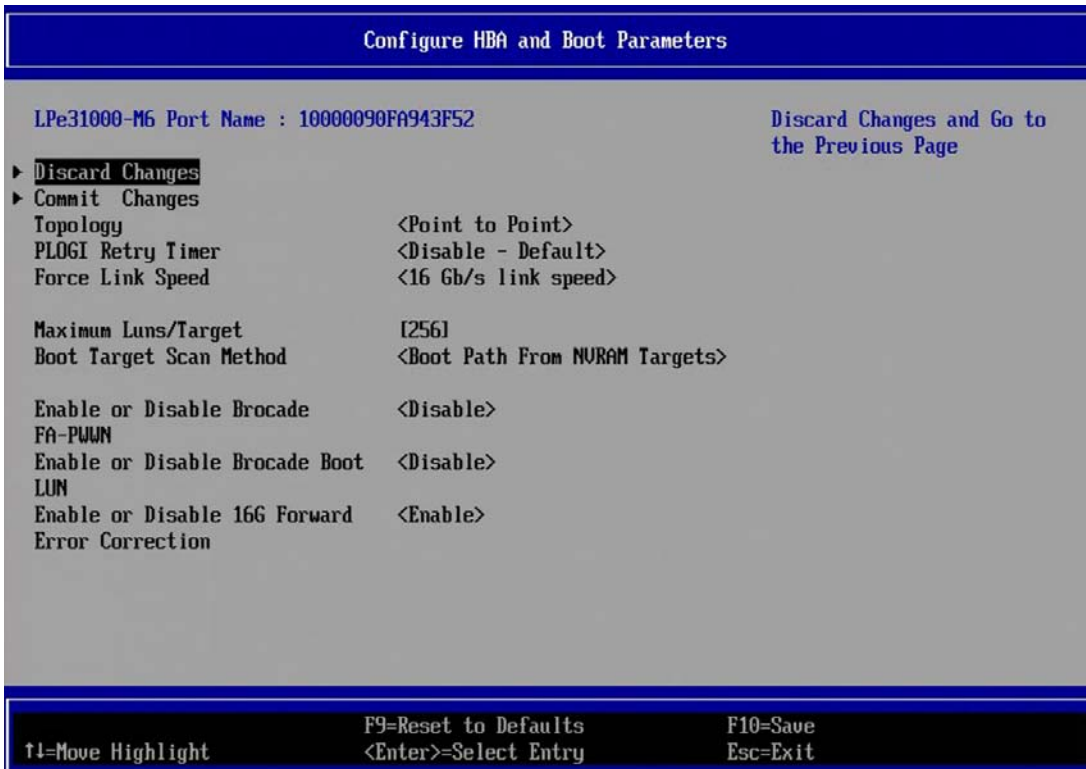 Configure HBA and Boot Parameters
LPe31000-M6 Port Name : 10000090FA943F52
Discard Changes and Go to
the Previous Page
Discard Changes
Commit Changes
Topology <Point to Point>
PLOGI Retry Timer <Disable - Default>
Force Link Speed <16 Gb/s link speed>
Maximum Luns/Target [256]
Boot Target Scan Method <Boot Path From NVRAM Targets>
Enable or Disable Brocade <Disable>
FA-PWWN
Enable or Disable Brocade Boot <Disable>
LUN
Enable or Disable 16G Forward <Enable>
Error Correction
F9=Reset to Defaults F10=Save
↑↓=Move Highlight <Enter>=Select Entry Esc=Exit